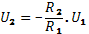 U₂ = -R₂/R₁ . U₁